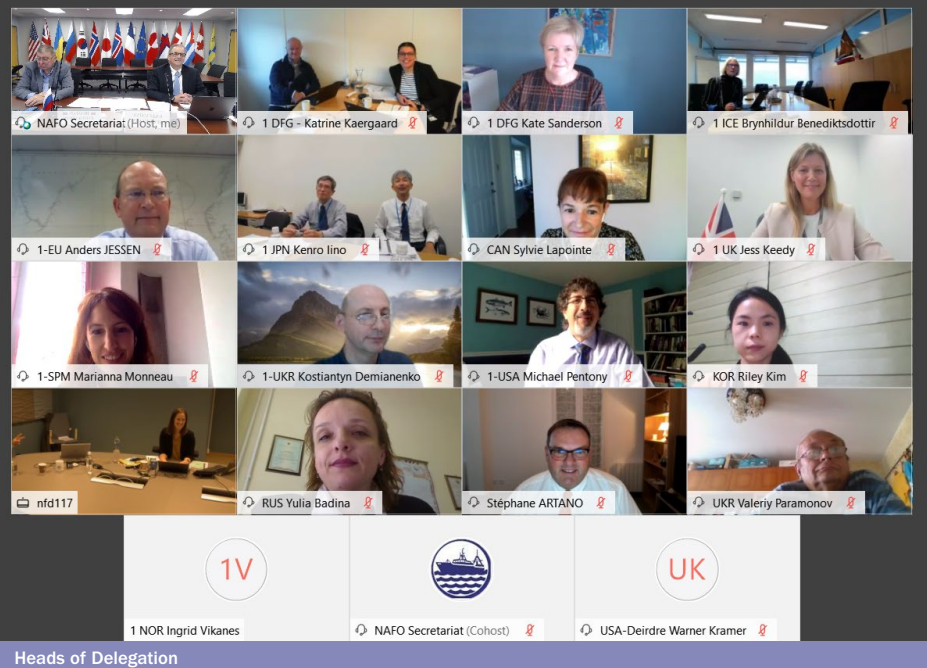 NAFO Secretariat (Host, me)
1 DFG - Katrine Kaergaard
1 DFG Kate Sanderson
1 ICE Brynhildur Benediktsdottir
1-EU Anders JESSEN
1 JPN Kenro Iino
CAN Sylvie Lapointe
1 UK Jess Keedy
1-SPM Marianna Monneau
1-UKR Kostiantyn Demianenko
1-USA Michael Pentony
KOR Riley Kim
nfd117
RUS Yulia Badina
Stéphane ARTANO
UKR Valeriy Paramonov
1V
UK
1 NOR Ingrid Vikanes
NAFO Secretariat (Cohost)
USA-Deirdre Warner Kramer
Heads of Delegation